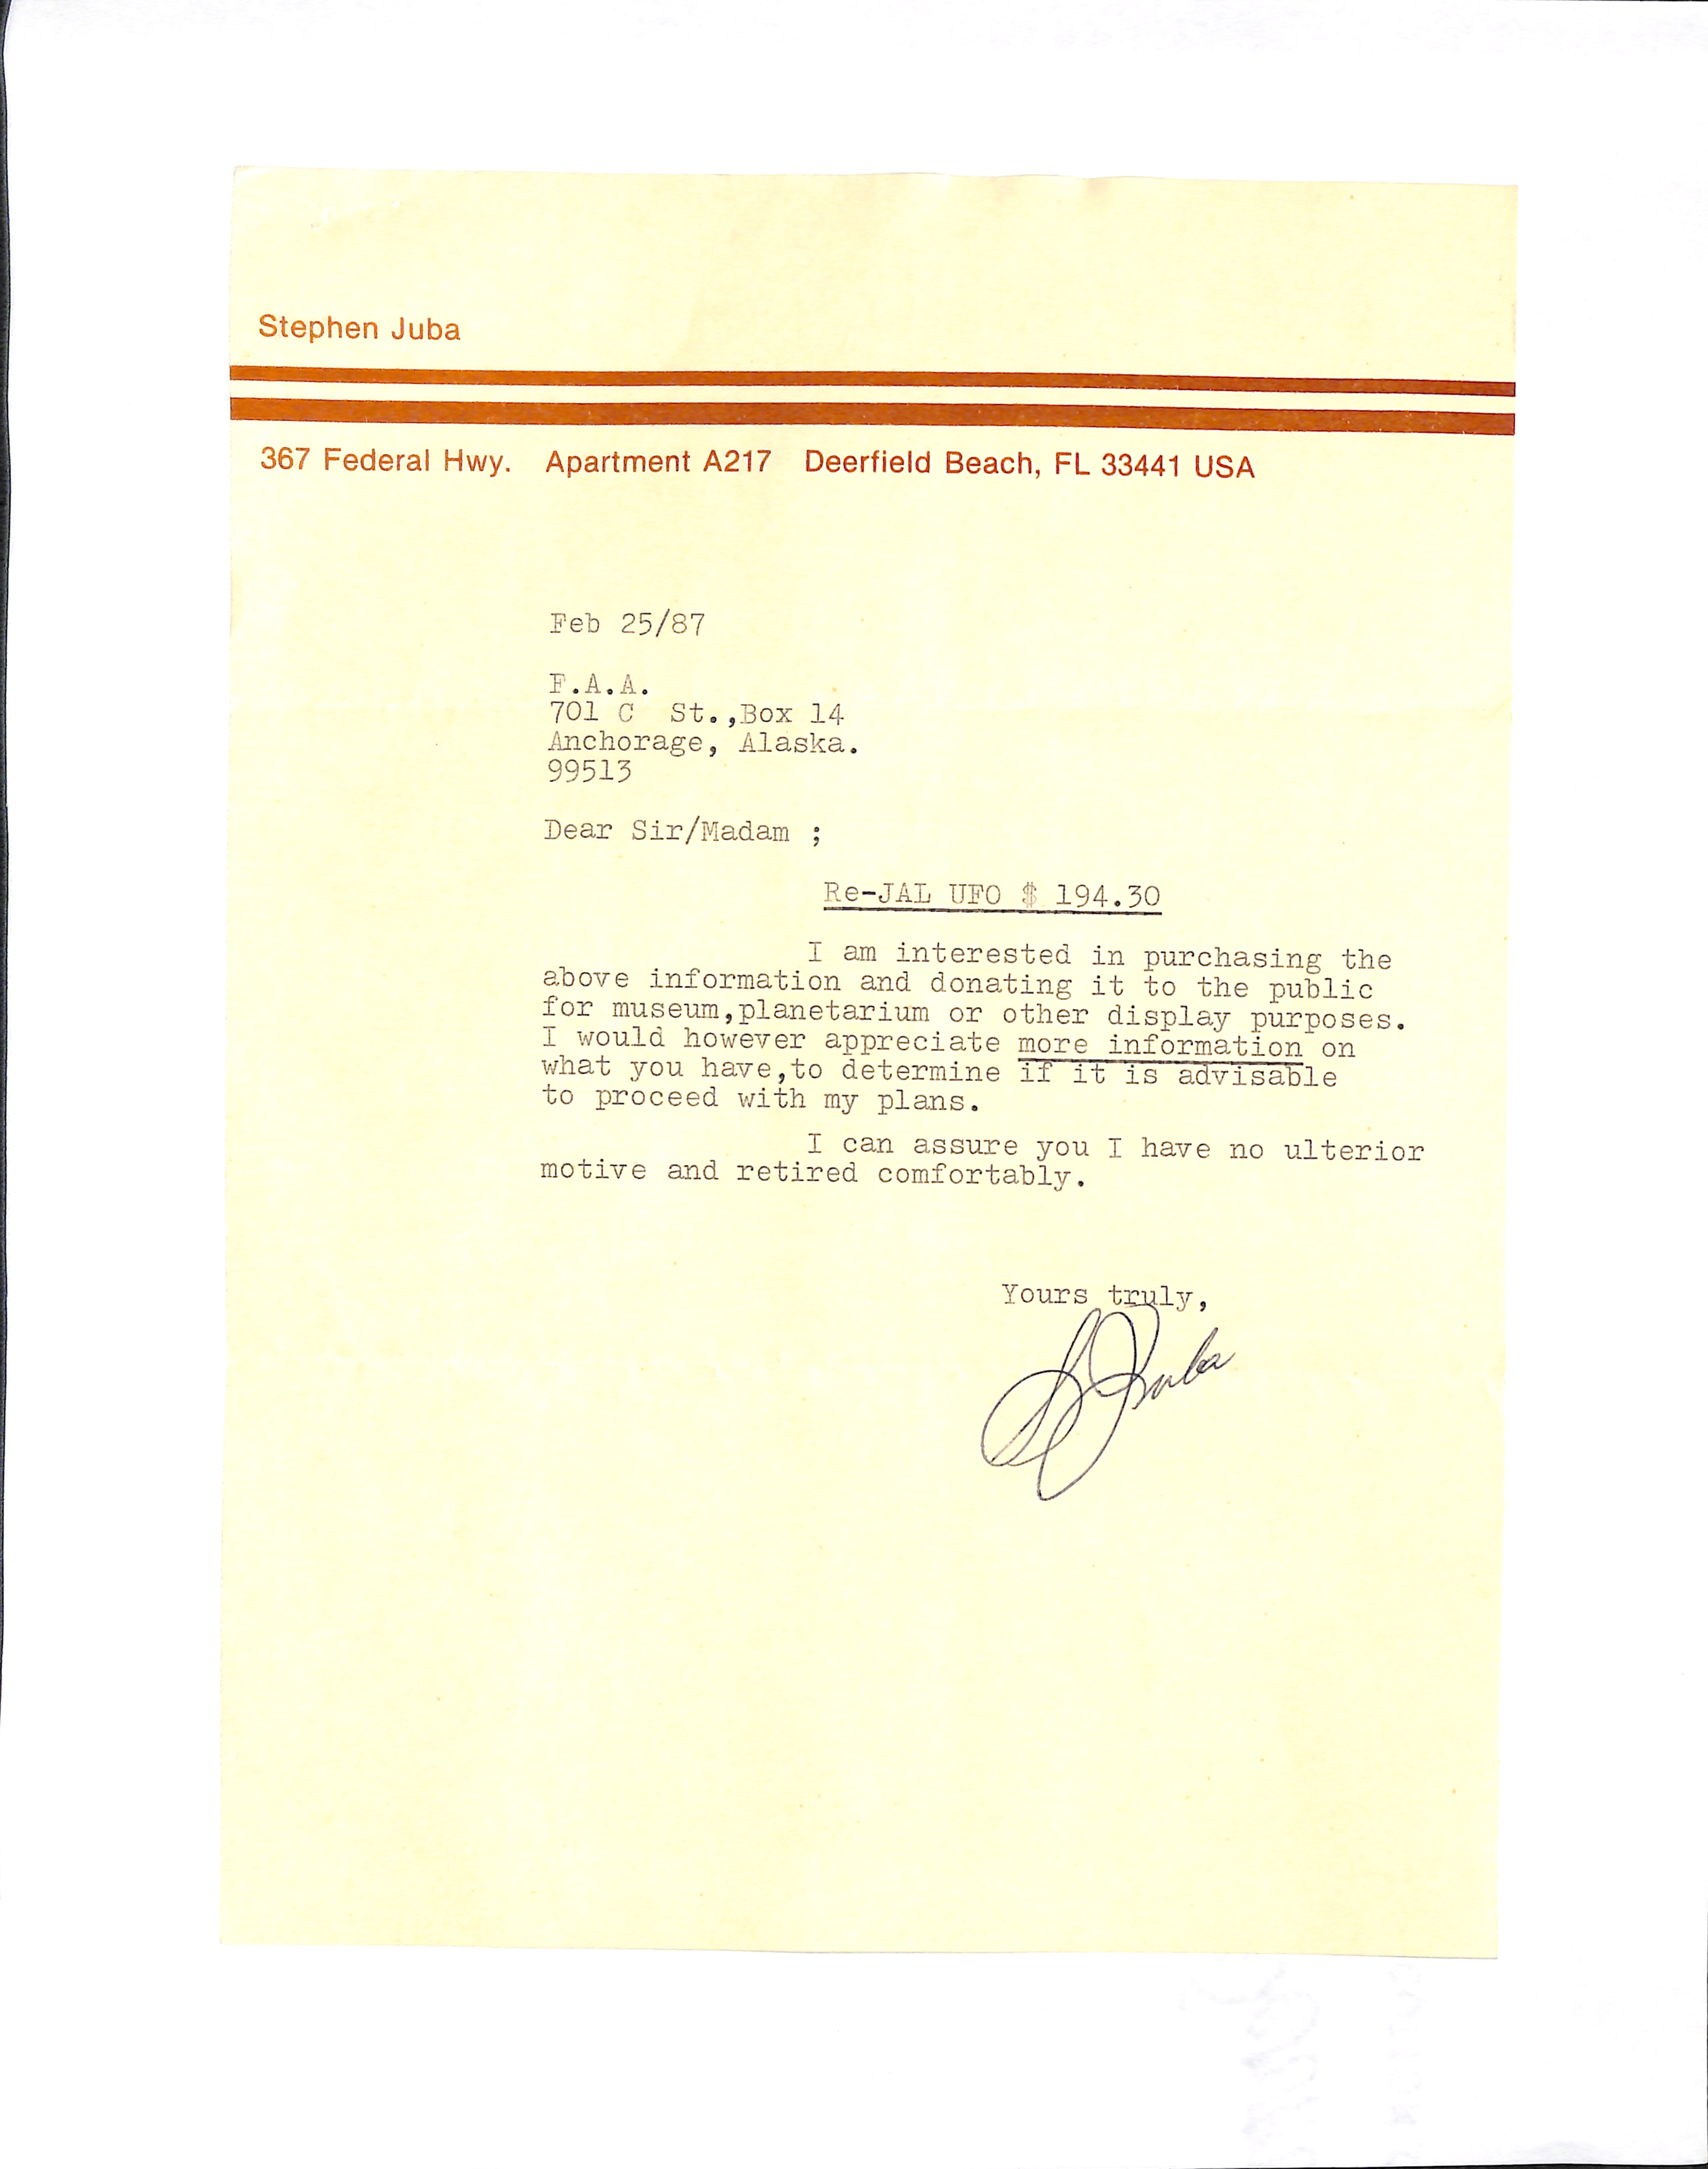 Stephen Juba
367 Federal Hwy. Apartment A217 Deerfield Beach, FL 33441 USA
Feb 25/87
F.A.A.
701 C St.,Box 14
Anchorage, Alaska.
99513
Dear Sir/Madam ;
Re-JAL UFO $ 194.30
I am interested in purchasing the
above information and donating it to the public
for museum,planetarium or other display purposes.
I would however appreciate more information on
what you have,to determine if it is advisable
to proceed with my plans.
I can assure you I have no ulterior
motive and retired comfortably.
Yours truly,
S Juba